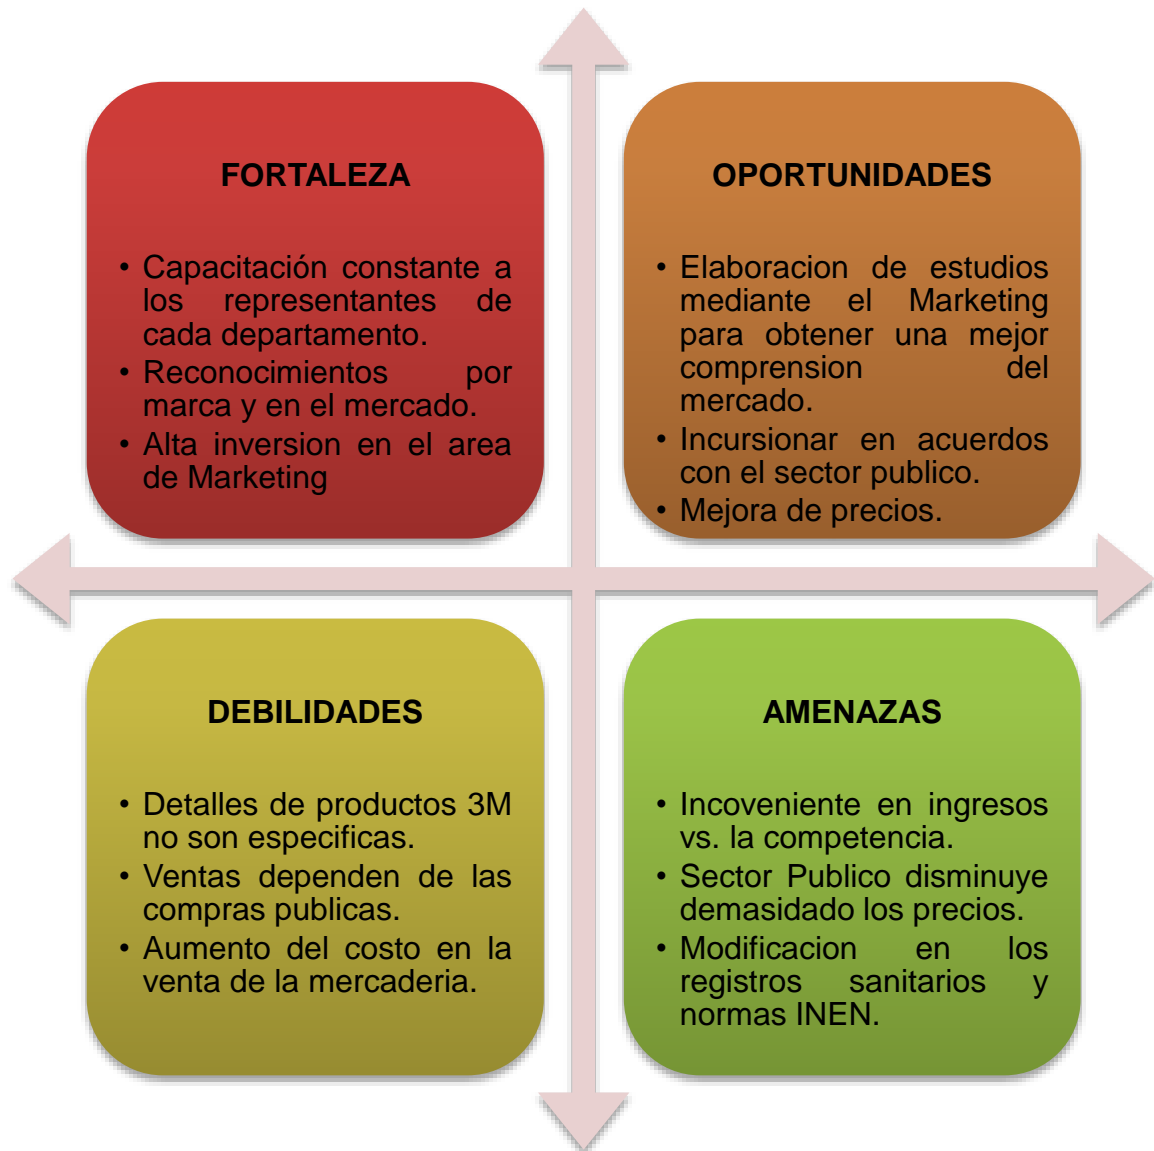 FORTALEZA
• Capacitación constante a
los representantes de
cada departamento.
• Reconocimientos por
marca y en el mercado.
• Alta inversion en el area
de Marketing
OPORTUNIDADES
• Elaboracion de estudios
mediante el Marketing
para obtener una mejor
comprension del
mercado.
• Incursionar en acuerdos
con el sector publico.
• Mejora de precios.
DEBILIDADES
• Detalles de productos 3M
no son especificas.
• Ventas dependen de las
compras publicas.
• Aumento del costo en la
venta de la mercaderia.
AMENAZAS
• Incoveniente en ingresos
vs. la competencia.
• Sector Publico disminuye
demasidado los precios.
• Modificacion en los
registros sanitarios y
normas INEN.